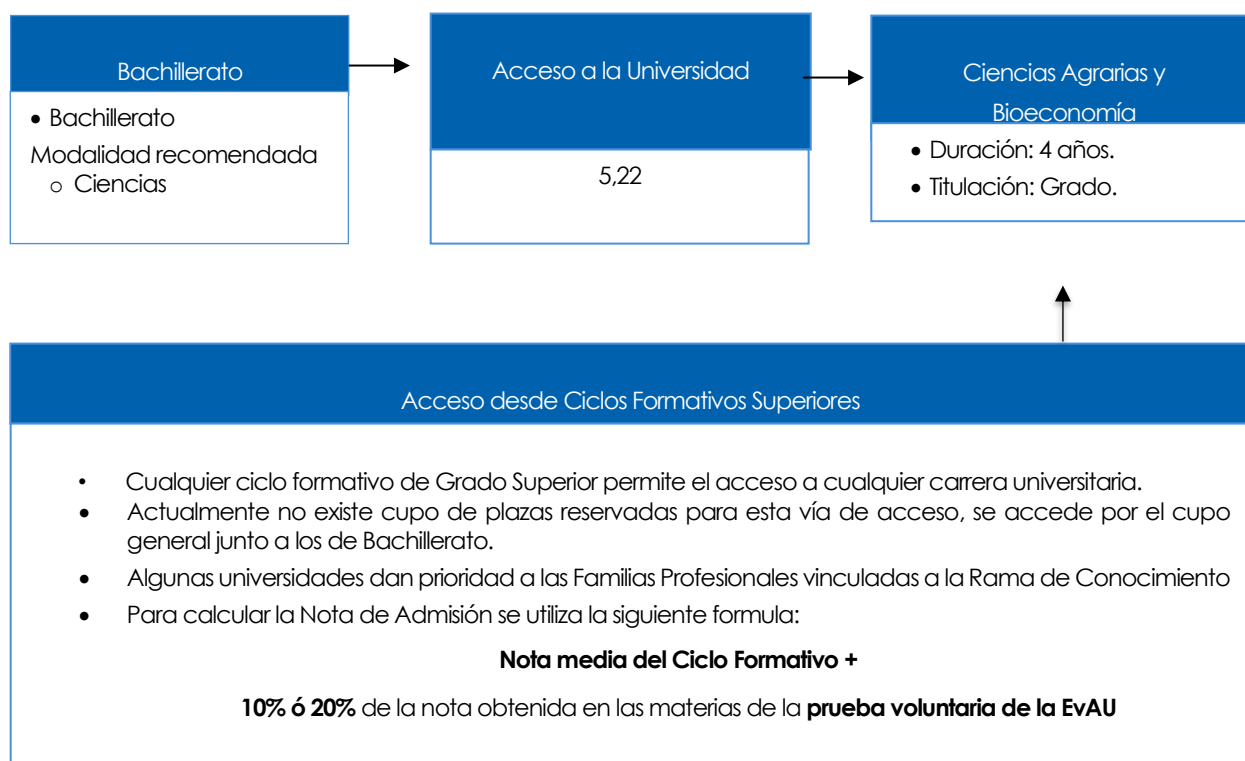 Bachillerato
• Bachillerato
Modalidad recomendada
o Ciencias
Acceso a la Universidad
5,22
Ciencias Agrarias y
Bioeconomía
• Duración: 4 años.
• Titulación: Grado.
Acceso desde Ciclos Formativos Superiores
• Cualquier ciclo formativo de Grado Superior permite el acceso a cualquier carrera universitaria.
• Actualmente no existe cupo de plazas reservadas para esta vía de acceso, se accede por el cupo
general junto a los de Bachillerato.
• Algunas universidades dan prioridad a las Familias Profesionales vinculadas a la Rama de Conocimiento
• Para calcular la Nota de Admisión se utiliza la siguiente formula:
Nota media del Ciclo Formativo +
10% ó 20% de la nota obtenida en las materias de la prueba voluntaria de la EvAU